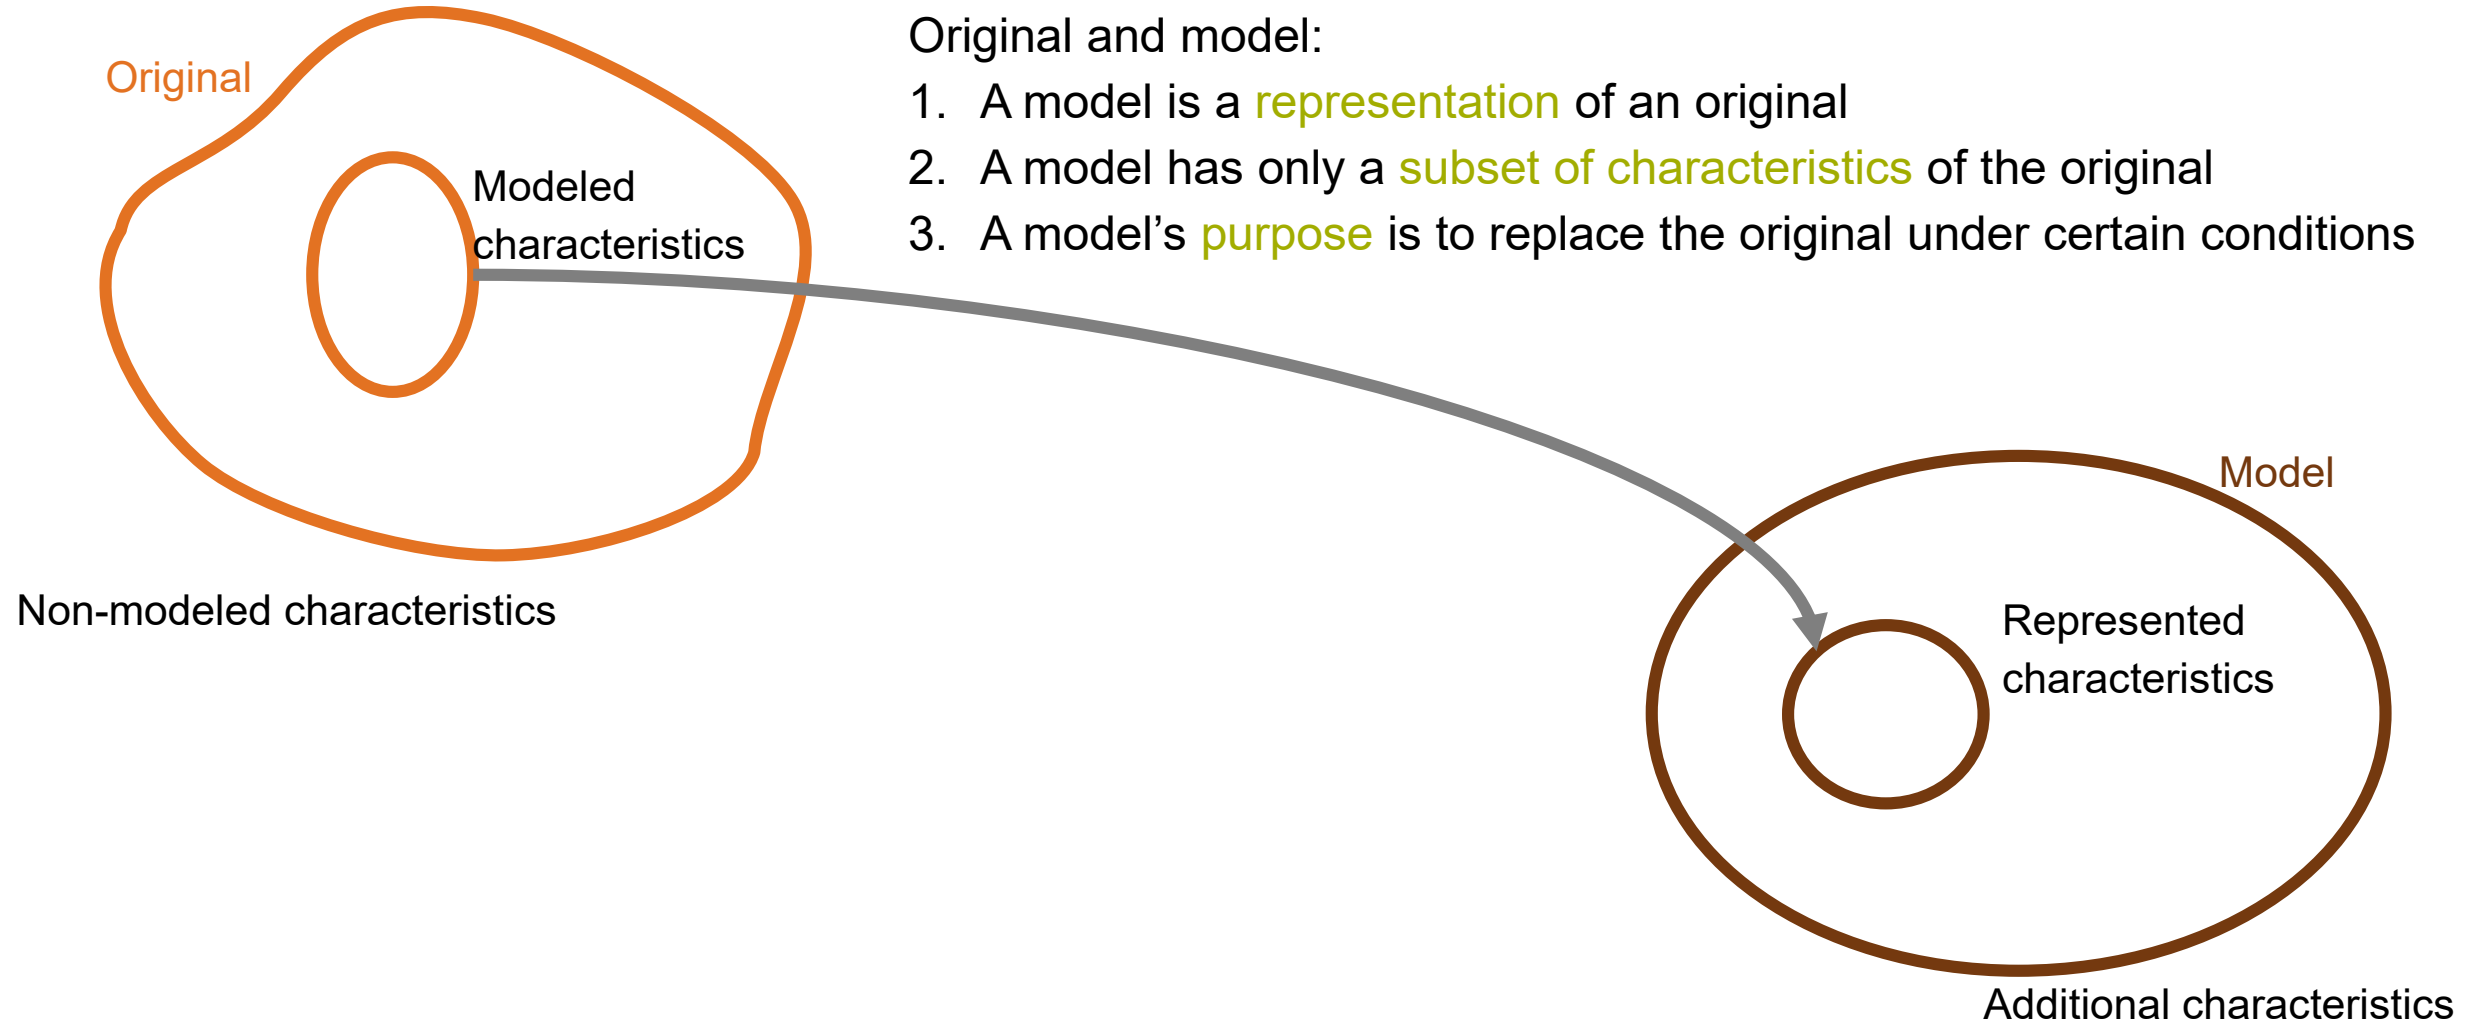 Original and model:
1. A model is a representation of an original
2. A model has only a subset of characteristics of the original
3. A model’s purpose is to replace the original under certain conditions
Original
Modeled
characteristics
Non-modeled characteristics
Model
Represented
characteristics
Additional characteristics